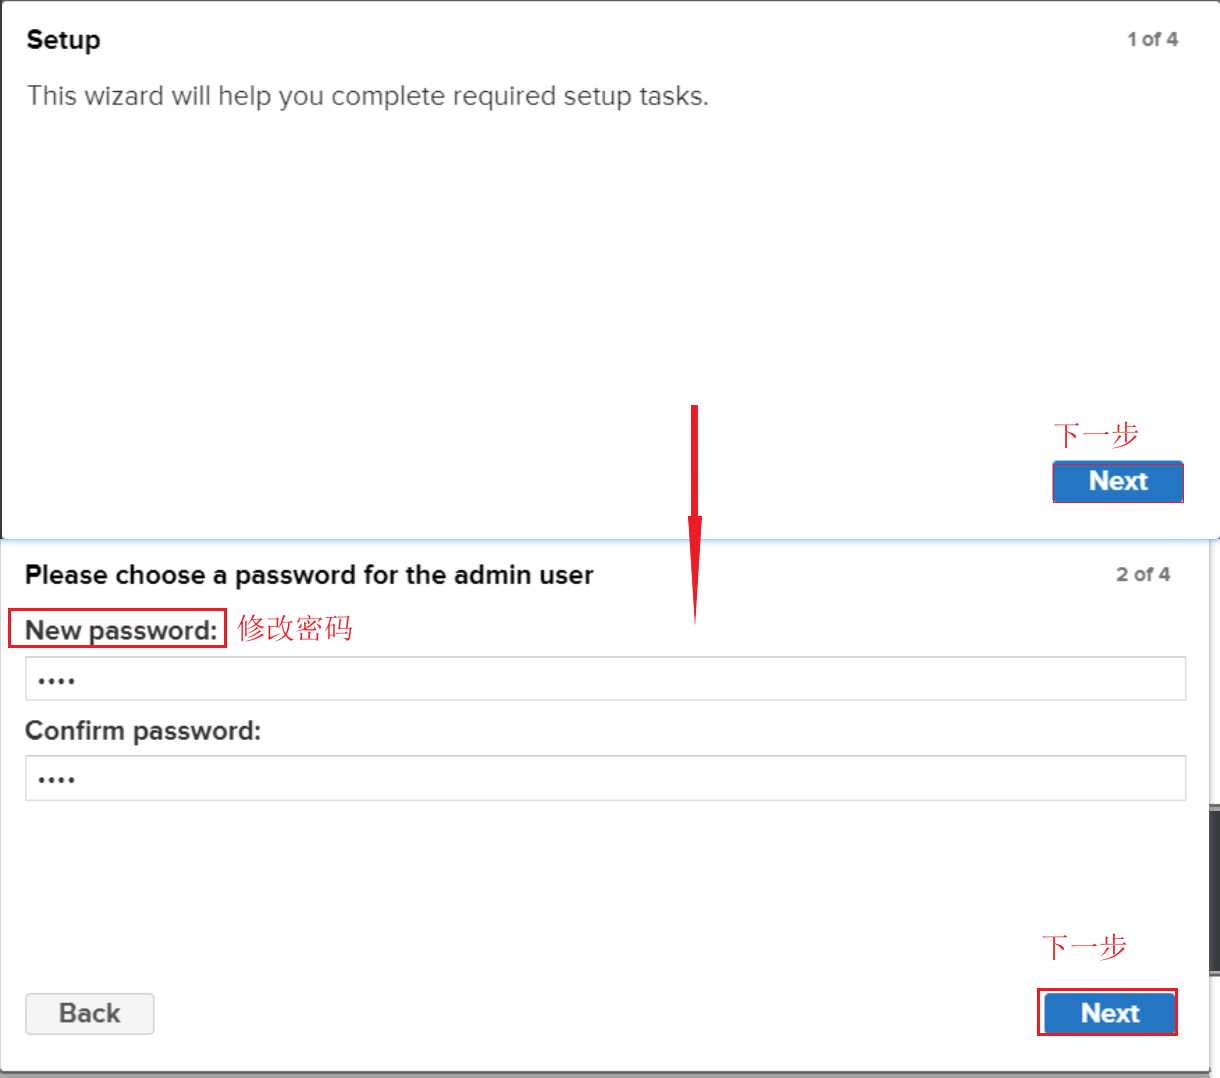 Setup
1 of 4
This wizard will help you complete required setup tasks.
下一步
Next
Please choose a password for the admin user
2 of 4
New password:
修改密码
••••
Confirm password:
••••
下一步
Back
Next